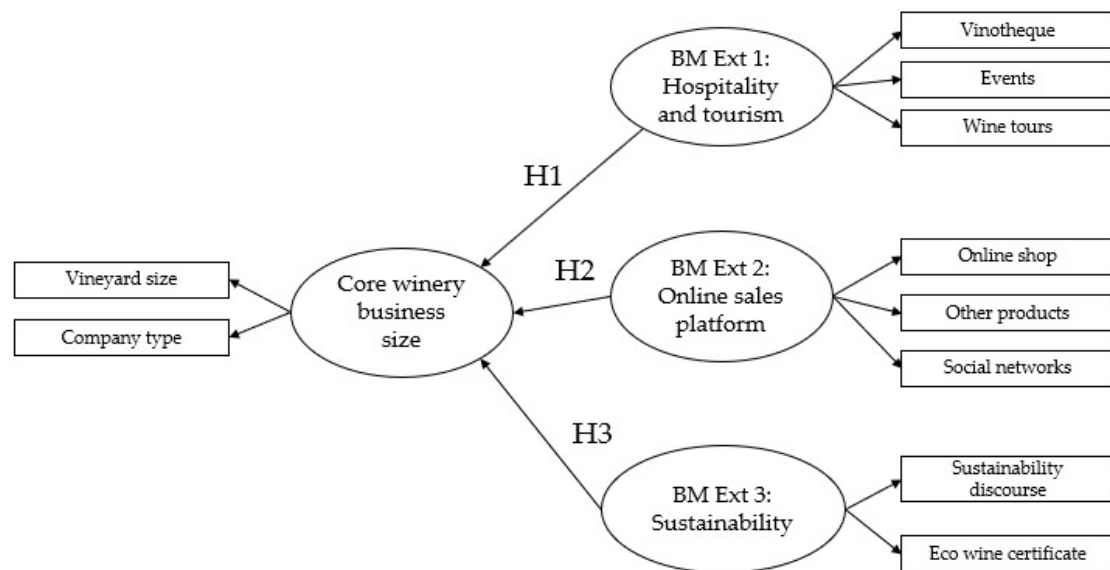 Vinotheque
BM Ext 1:
Hospitality
and tourism
Events
Wine tours
H1
Vineyard size
Company type
Core winery
business
size
H2
BM Ext 2:
Online sales
platform
Online shop
Other products
Social networks
H3
BM Ext 3:
Sustainability
Sustainability
discourse
Eco wine certificate